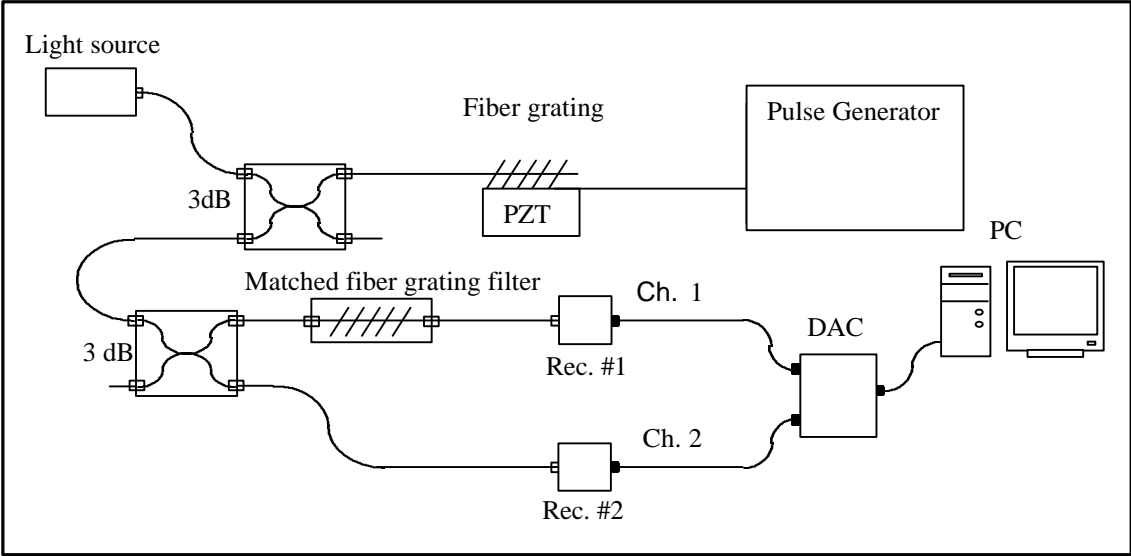 Light source
Fiber grating
Pulse Generator
3dB
PZT
PC
Matched fiber grating filter
Ch. 1
DAC
3 dB
Rec. #1
Ch. 2
Rec. #2